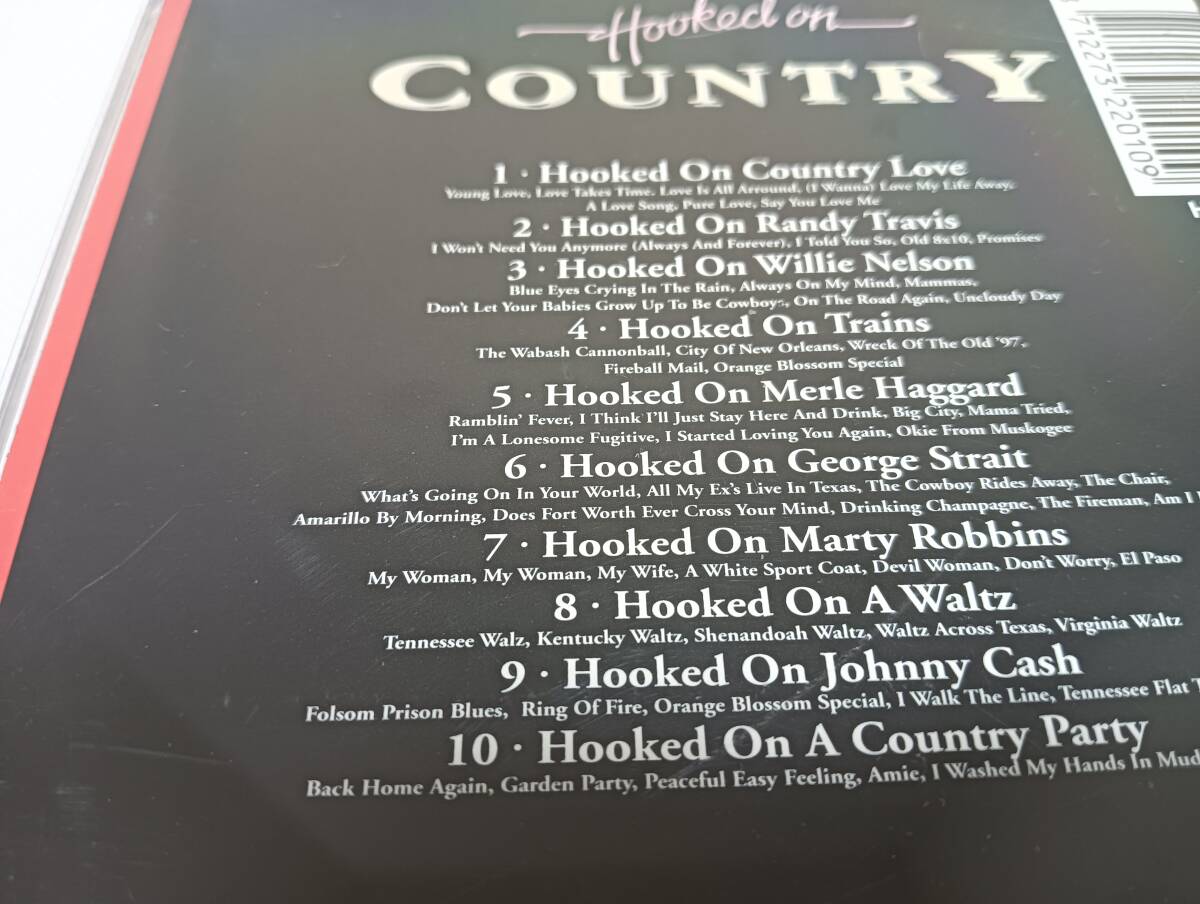 Hooked on
COUNTRY
712273 220109
1 · Hooked On Country Love
Young Love, Love Takes Time, Love Is All Arround, (I Wanna) Love My Life Away,
A Love Song, Pure Love, Say You Love Me
2 · Hooked On Randy Travis
I Won't Need You Anymore (Always And Forever), I Told You So, Old 8x10, Promises
3 · Hooked On Willie Nelson
Blue Eyes Crying In The Rain, Always On My Mind, Mammas,
Don't Let Your Babies Grow Up To Be Cowboys, On The Road Again, Uncloudy Day
4 · Hooked On Trains
The Wabash Cannonball, City Of New Orleans, Wreck Of The Old '97,
Fireball Mail, Orange Blossom Special
5 · Hooked On Merle Haggard
Ramblin' Fever, I Think I'll Just Stay Here And Drink, Big City, Mama Tried,
I'm A Lonesome Fugitive, I Started Loving You Again, Okie From Muskogee
6 · Hooked On George Strait
What's Going On In Your World, All My Ex's Live In Texas, The Cowboy Rides Away, The Chair,
Amarillo By Morning, Does Fort Worth Ever Cross Your Mind, Drinking Champagne, The Fireman, Am I
7 · Hooked On Marty Robbins
My Woman, My Woman, My Wife, A White Sport Coat, Devil Woman, Don't Worry, El Paso
8 · Hooked On A Waltz
Tennessee Walz, Kentucky Waltz, Shenandoah Waltz, Waltz Across Texas, Virginia Waltz
9 · Hooked On Johnny Cash
Folsom Prison Blues, Ring Of Fire, Orange Blossom Special, I Walk The Line, Tennessee Flat
10 · Hooked On A Country Party
Back Home Again, Garden Party, Peaceful Easy Feeling, Amie, I Washed My Hands In Mud